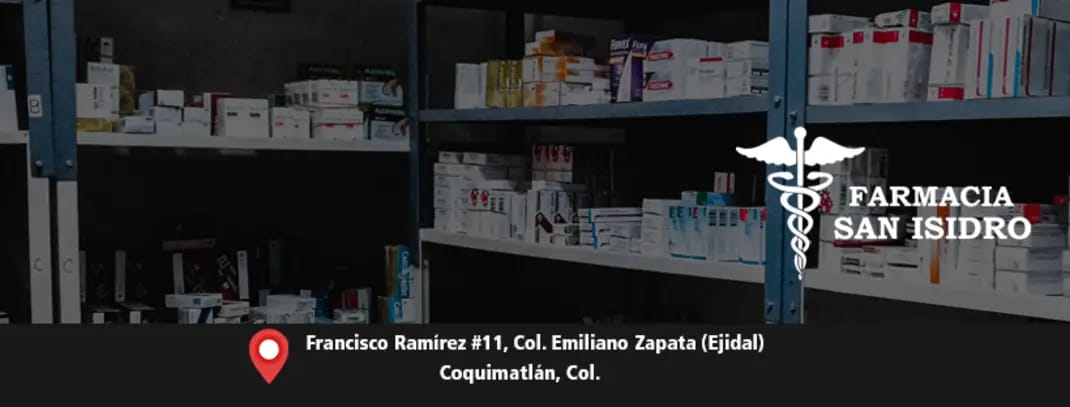 FARMACIA
SAN ISIDRO
Francisco Ramírez #11, Col. Emiliano Zapata (Ejidal)
Coquimatlán, Col.